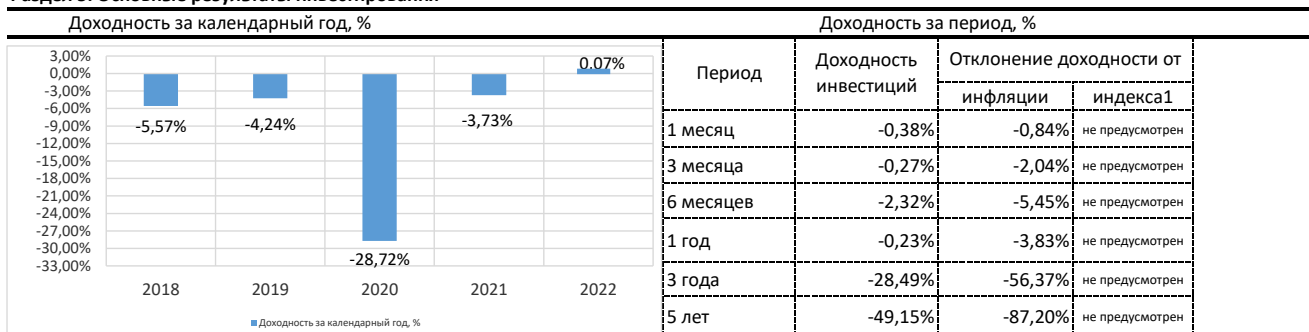 Доходность за календарный год, %
Доходность за период, %
3,00%
0,00%
-3,00%
-6,00%
-9,00%
-12,00%
-15,00%
-18,00%
-21,00%
-24,00%
-27,00%
-30,00%
-33,00%
-5,57%
-4,24%
-28,72%
-3,73%
0,07%
2018 2019 2020 2021 2022
Доходность за календарный год, %
Период Доходность инвестиций Отклонение доходности от
инфляции индекса1
1 месяц -0,38% -0,84% не предусмотрен
3 месяца -0,27% -2,04% не предусмотрен
6 месяцев -2,32% -5,45% не предусмотрен
1 год -0,23% -3,83% не предусмотрен
3 года -28,49% -56,37% не предусмотрен
5 лет -49,15% -87,20% не предусмотрен